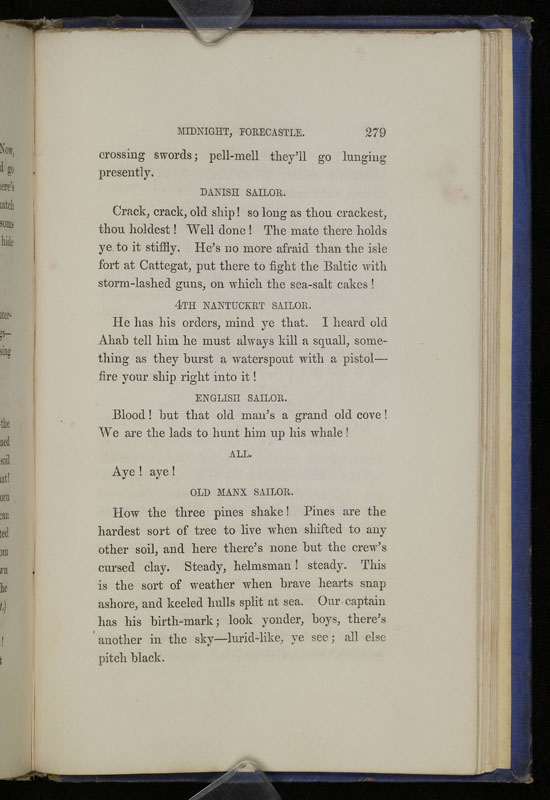 MIDNIGHT, FORECASTLE. 279
crossing swords; pell-mell they'll go lunging
presently.
DANISH SAILOR.
Crack, crack, old ship! so long as thou crackest,
thou holdest! Well done! The mate there holds
ye to it stiffly. He's no more afraid than the isle
fort at Cattegat, put there to fight the Baltic with
storm-lashed guns, on which the sea-salt cakes!
4TH NANTUCKET SAILOR.
He has his orders, mind ye that. I heard old
Ahab tell him he must always kill a squall, some-
thing as they burst a waterspout with a pistol—
fire your ship right into it!
ENGLISH SAILOR.
Blood! but that old man's a grand old cove!
We are the lads to hunt him up his whale!
ALL.
Aye! aye!
OLD MANX SAILOR.
How the three pines shake! Pines are the
hardest sort of tree to live when shifted to any
other soil, and here there's none but the crew's
cursed clay. Steady, helmsman! steady. This
is the sort of weather when brave hearts snap
ashore, and keeled hulls split at sea. Our captain
has his birth-mark; look yonder, boys, there's
another in the sky—lurid-like, ye see; all else
pitch black.